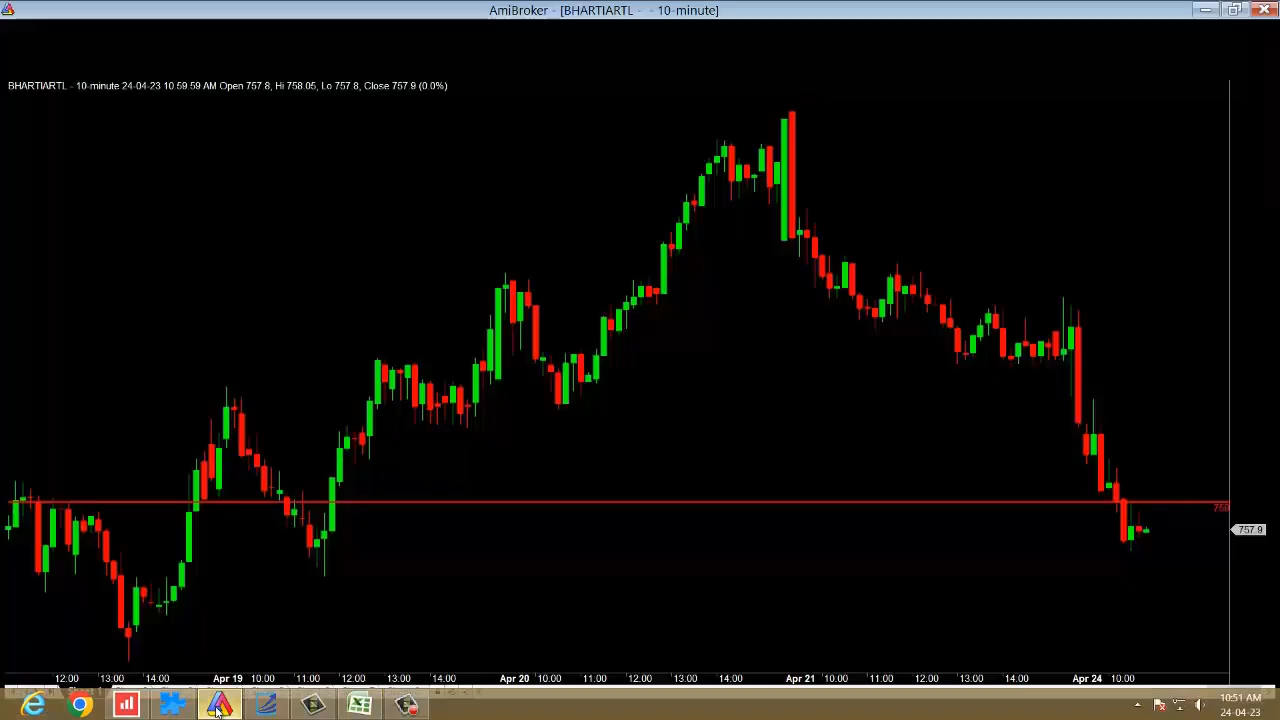 AmiBroker - [BHARTIARTL - - 10-minute]
BHARTIARTL - 10-minute 24-04-23 10:59:59 AM Open 757.8, Hi 758.05, Lo 757.8, Close 757.9 (0.0%)
757.9
12:00 13:00 14:00 Apr 19 10:00 11:00 12:00 13:00 14:00 Apr 20 10:00 11:00 12:00 13:00 14:00 Apr 21 10:00 11:00 12:00 13:00 14:00 Apr 24 10:00
10:51 AM
24-04-23